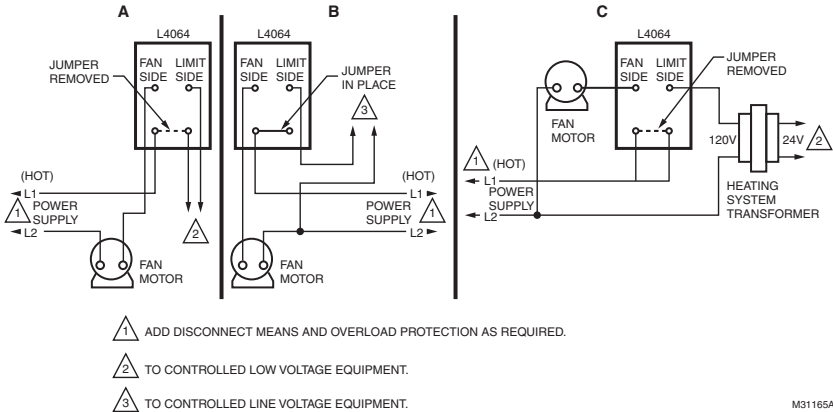 A
L4064
FAN SIDE
LIMIT SIDE
JUMPER REMOVED
(HOT)
L1
1
POWER SUPPLY
L2
FAN MOTOR
2
B
L4064
FAN SIDE
LIMIT SIDE
JUMPER IN PLACE
3
(HOT)
L1
POWER SUPPLY
1
L2
FAN MOTOR
C
L4064
FAN SIDE
LIMIT SIDE
JUMPER REMOVED
FAN MOTOR
120V
24V
2
1
(HOT)
L1
POWER SUPPLY
L2
HEATING SYSTEM TRANSFORMER
1 ADD DISCONNECT MEANS AND OVERLOAD PROTECTION AS REQUIRED.
2 TO CONTROLLED LOW VOLTAGE EQUIPMENT.
3 TO CONTROLLED LINE VOLTAGE EQUIPMENT.
M31165A